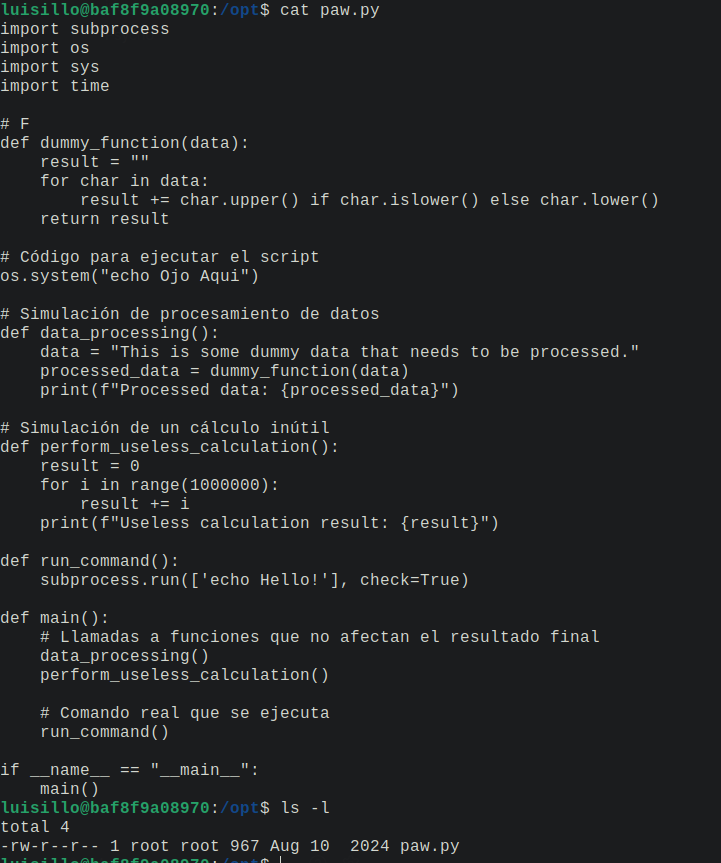 luisillo@baf8f9a08970:/opt$ cat paw.py
import subprocess
import os
import sys
import time

# F
def dummy_function(data):
    result = ""
    for char in data:
        result += char.upper() if char.islower() else char.lower()
    return result

# Código para ejecutar el script
os.system("echo Ojo Aqui")

# Simulación de procesamiento de datos
def data_processing():
    data = "This is some dummy data that needs to be processed."
    processed_data = dummy_function(data)
    print(f"Processed data: {processed_data}")

# Simulación de un cálculo inútil
def perform_useless_calculation():
    result = 0
    for i in range(1000000):
        result += i
    print(f"Useless calculation result: {result}")

def run_command():
    subprocess.run(['echo Hello!'], check=True)

def main():
    # Llamadas a funciones que no afectan el resultado final
    data_processing()
    perform_useless_calculation()

    # Comando real que se ejecuta
    run_command()

if __name__ == "__main__":
    main()
luisillo@baf8f9a08970:/opt$ ls -l
total 4
-rw-r--r-- 1 root root 967 Aug 10  2024 paw.py
luisillo@baf8f9a08970:/opt$